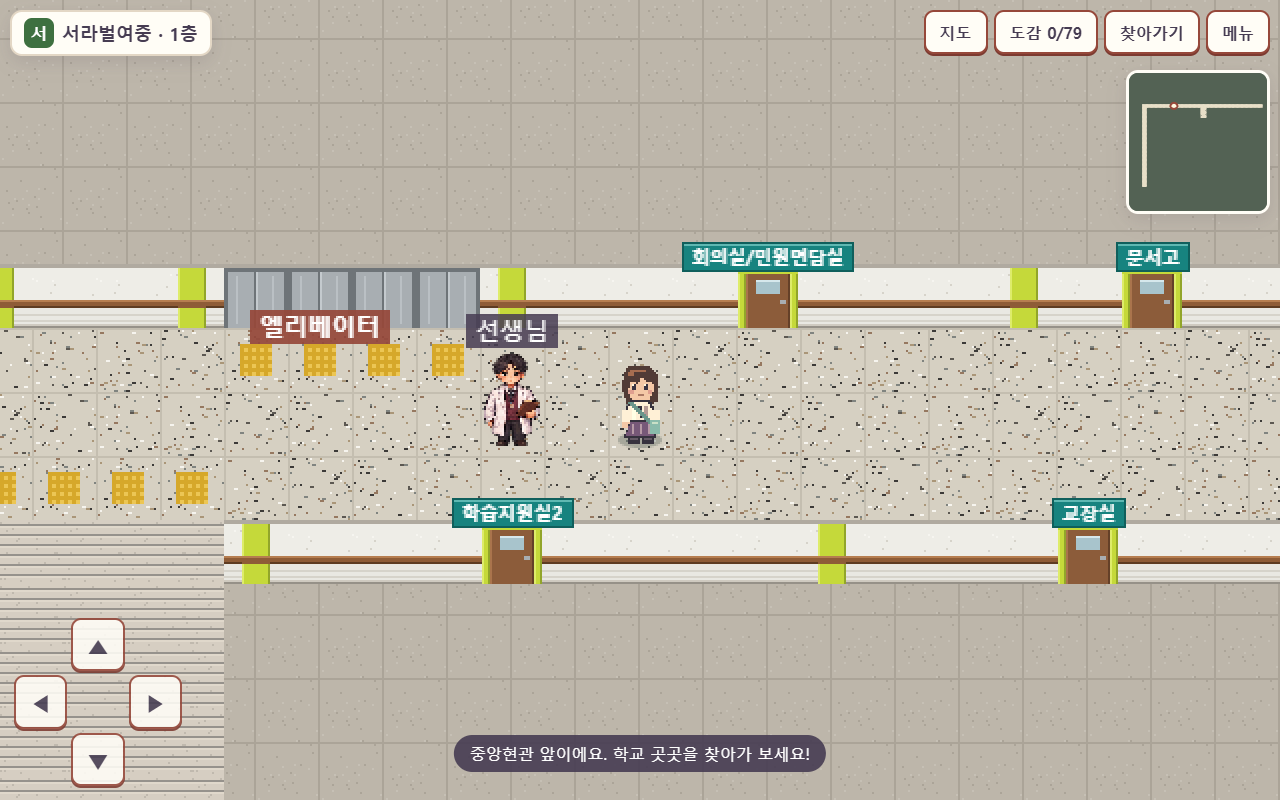 서 서라벌여중 · 1층
지도
도감 0/79
찾아가기
메뉴
회의실/민원면담실
문서고
엘리베이터
선생님
학습지원실2
교장실
중앙현관 앞이에요. 학교 곳곳을 찾아가 보세요!